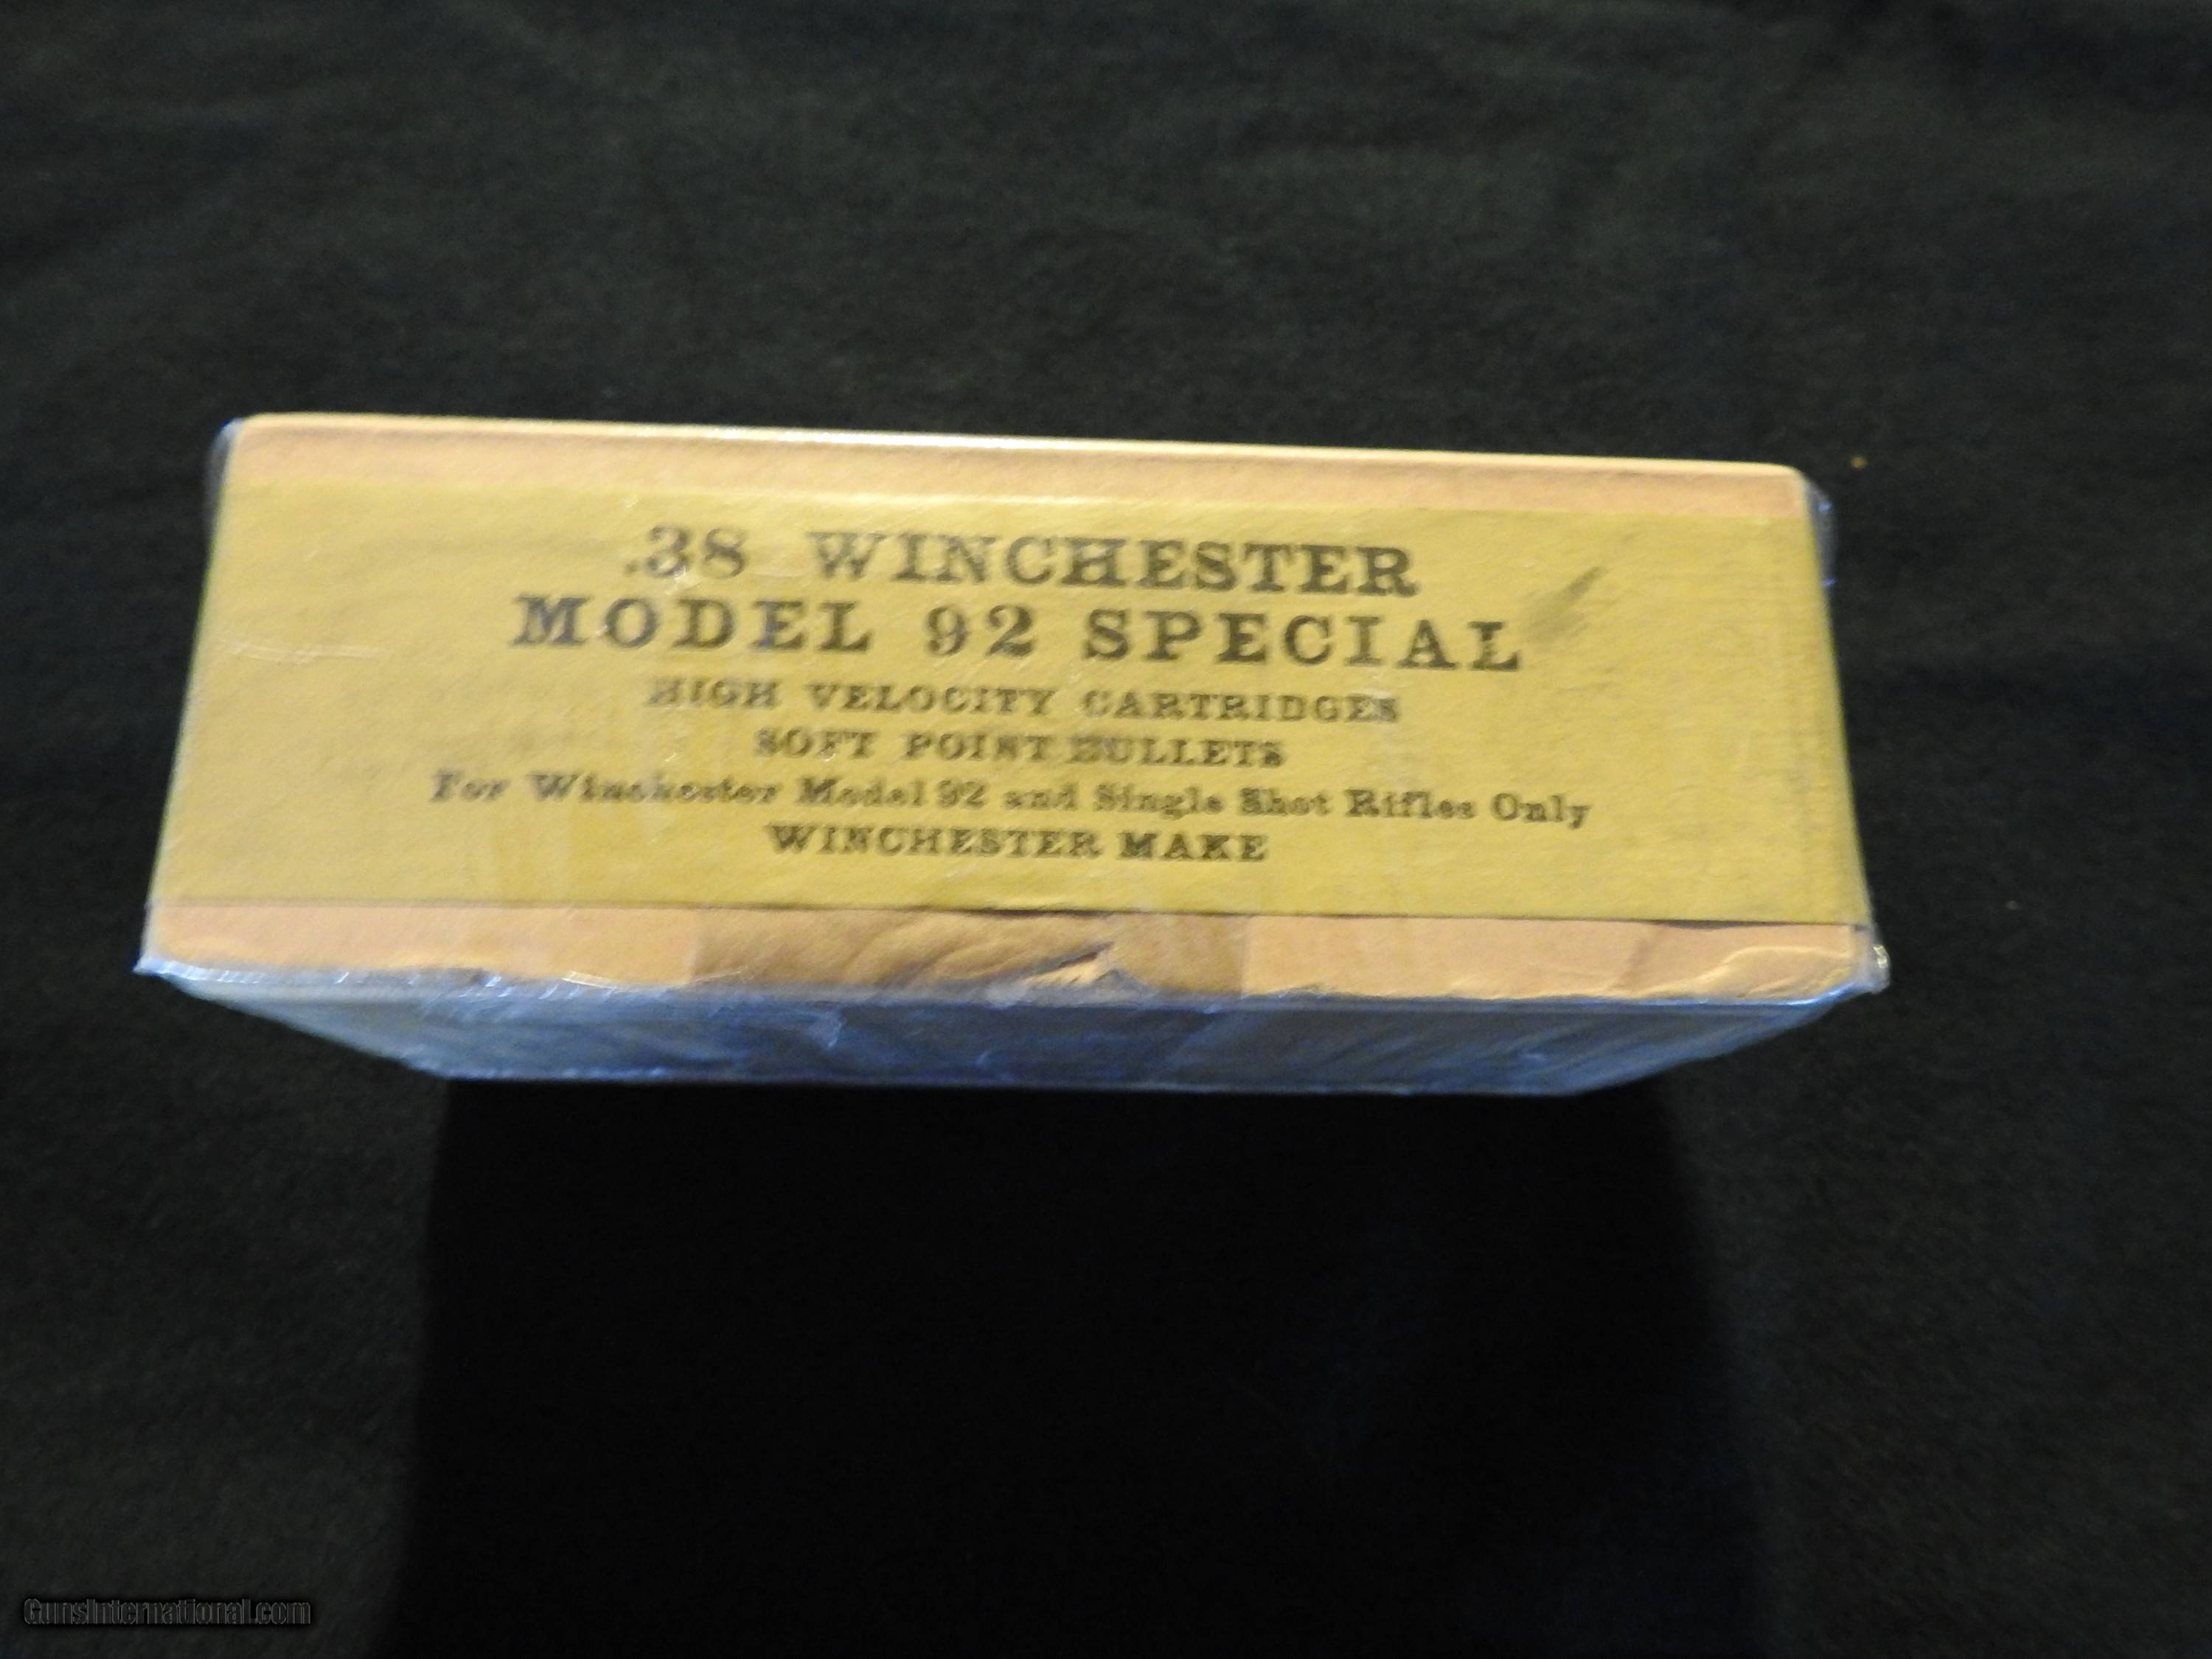 .38 WINCHESTER
MODEL 92 SPECIAL
HIGH VELOCITY CARTRIDGES
SOFT POINT BULLETS
For Winchester Model 92 and Single Shot Rifles Only
WINCHESTER MAKE
GunsInternational.com